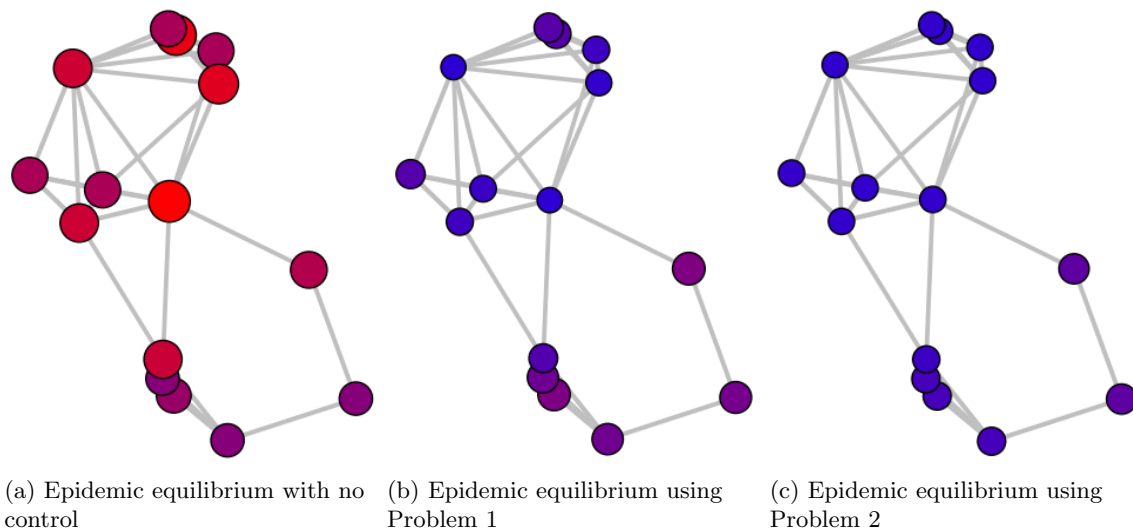 (a) Epidemic equilibrium with no
control
(b) Epidemic equilibrium using
Problem 1
(c) Epidemic equilibrium using
Problem 2